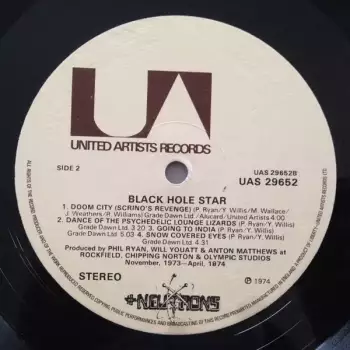 UA
UNITED ARTISTS RECORDS
SIDE 2
UAS 29652B
UAS 29652
BLACK HOLE STAR
1. DOOM CITY (SCRINO'S REVENGE) (P. Ryan/Y. Willis/M. Wallace/
J. Weathers/R. Williams/Grade Dawn Ltd./Alucard/United Artists 4:00
2. DANCE OF THE PSYCHEDELIC LOUNGE LIZARDS (P. Ryan/Y. Willis)
Grade Dawn Ltd. 3. GOING TO INDIA (P. Ryan/Y. Willis) Grade
Dawn Ltd 5:03 4. SNOW COVERED EYES (P. Ryan/Y. Willis)
Grade Dawn Ltd 4.31
Produced by PHIL RYAN, WILL YOUATT & ANTON MATTHEWS at
ROCKFIELD, CHIPPING NORTON & OLYMPIC STUDIOS
November, 1973—April, 1974
STEREO
℗ 1974
NEUTRONS